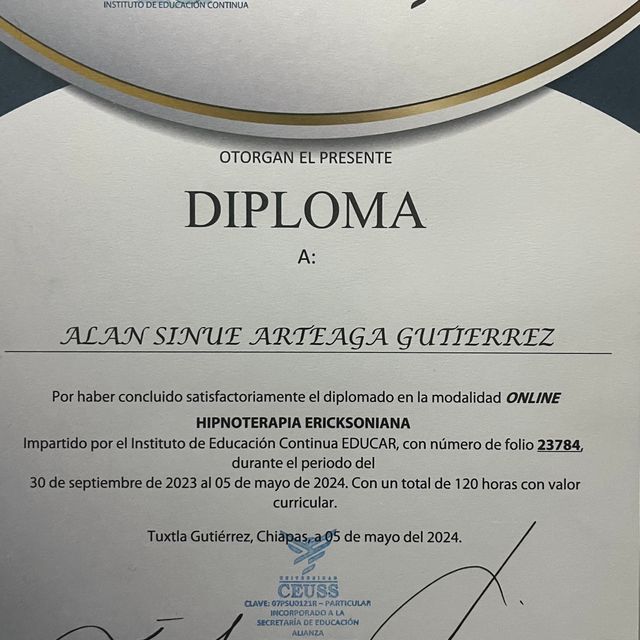 INSTITUTO DE EDUCACIÓN CONTINUA
OTORGAN EL PRESENTE
DIPLOMA
A:
ALAN SINUE ARTEAGA GUTIERREZ
Por haber concluido satisfactoriamente el diplomado en la modalidad ONLINE
HIPNOTERAPIA ERICKSONIANA
Impartido por el Instituto de Educación Continua EDUCAR, con número de folio 23784,
durante el periodo del
30 de septiembre de 2023 al 05 de mayo de 2024. Con un total de 120 horas con valor
curricular.
Tuxtla Gutiérrez, Chiapas, a 05 de mayo del 2024.
UNIVERSIDAD
CEUSS
CLAVE: 07PSU0121R – PARTICULAR
INCORPORADO A LA
SECRETARÍA DE EDUCACIÓN
ALIANZA